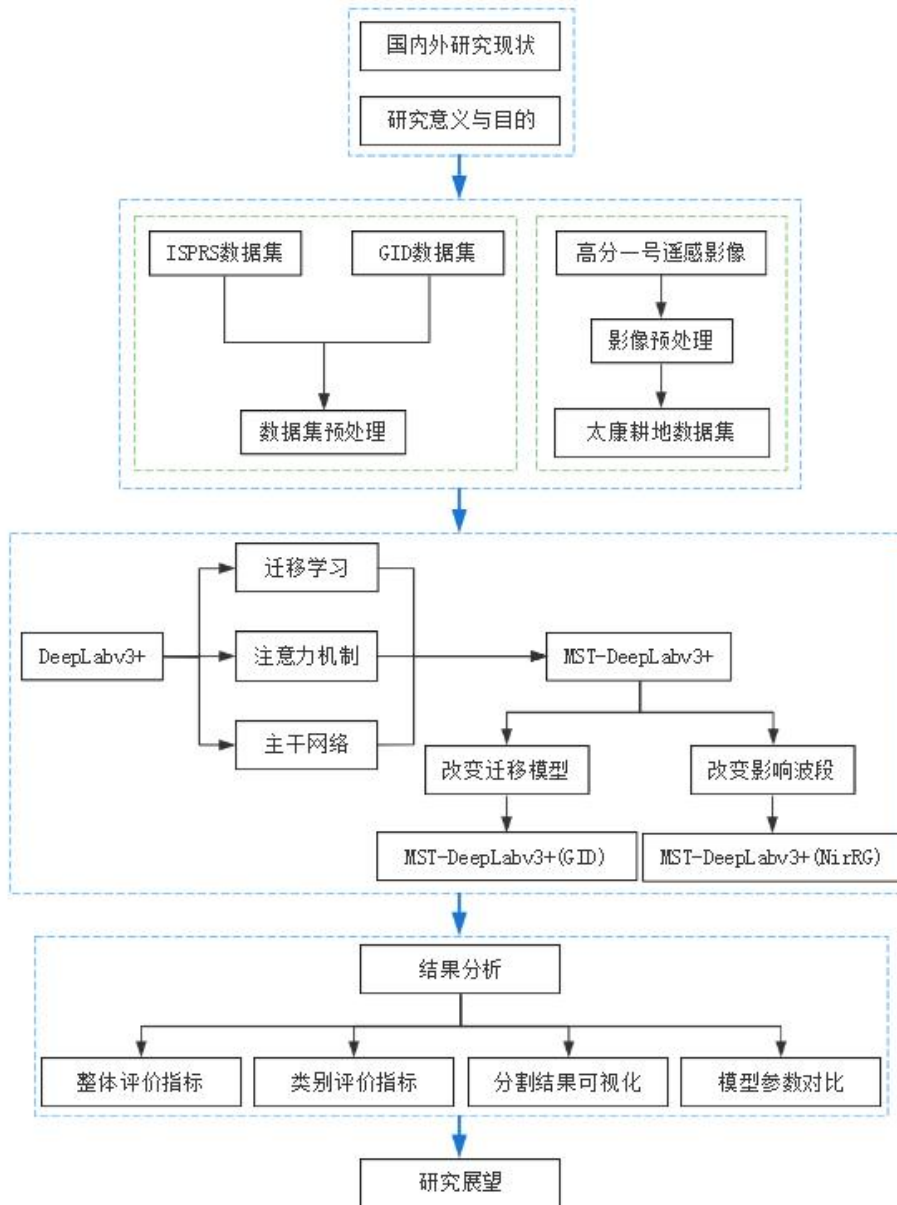 国内外研究现状
研究意义与目的
ISPRS数据集
GID数据集
数据集预处理
高分一号遥感影像
影像预处理
太康耕地数据集
DeepLabv3+
迁移学习
注意力机制
主干网络
MST-DeepLabv3+
改变迁移模型
改变影响波段
MST-DeepLabv3+(GID)
MST-DeepLabv3+(NirRG)
结果分析
整体评价指标
类别评价指标
分割结果可视化
模型参数对比
研究展望